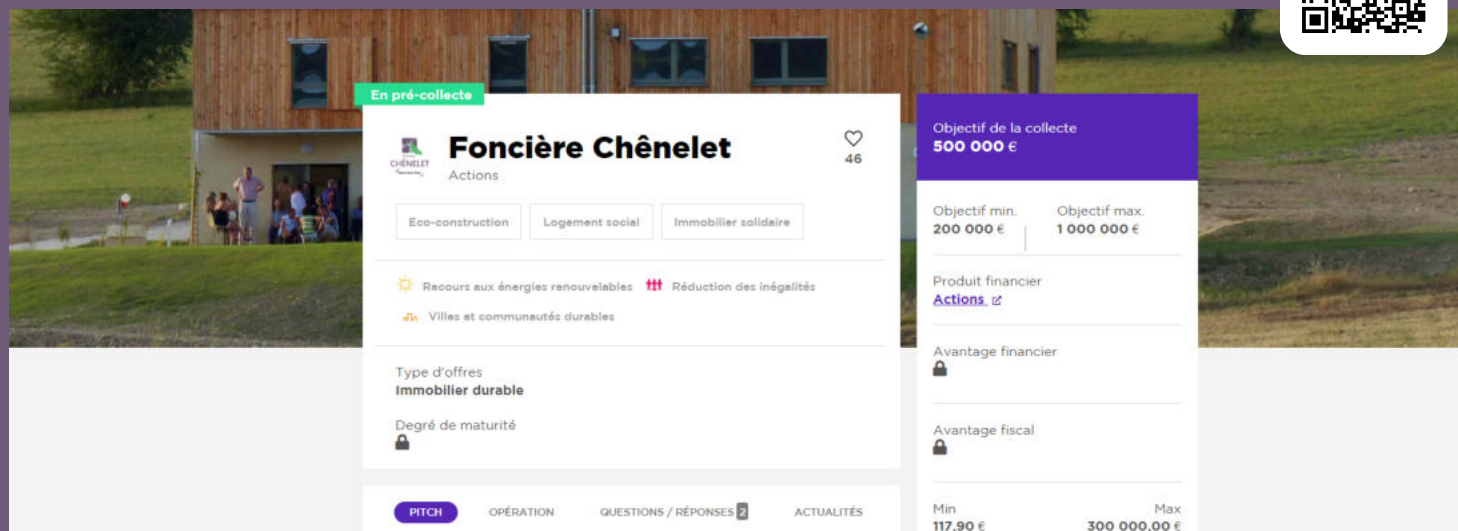 En pré-collecte
CHÊNELET
Foncière Chênelet
46
Actions
Eco-construction
Logement social
Immobilier solidaire
Recours aux énergies renouvelables
Réduction des inégalités
Villes et communautés durables
Type d'offres
Immobilier durable
Degré de maturité
PITCH
OPÉRATION
QUESTIONS / RÉPONSES 2
ACTUALITÉS
Objectif de la collecte
500 000 €
Objectif min.
Objectif max.
200 000 €
1 000 000 €
Produit financier
Actions
Avantage financier
Avantage fiscal
Min
Max
117.90 €
300 000.00 €